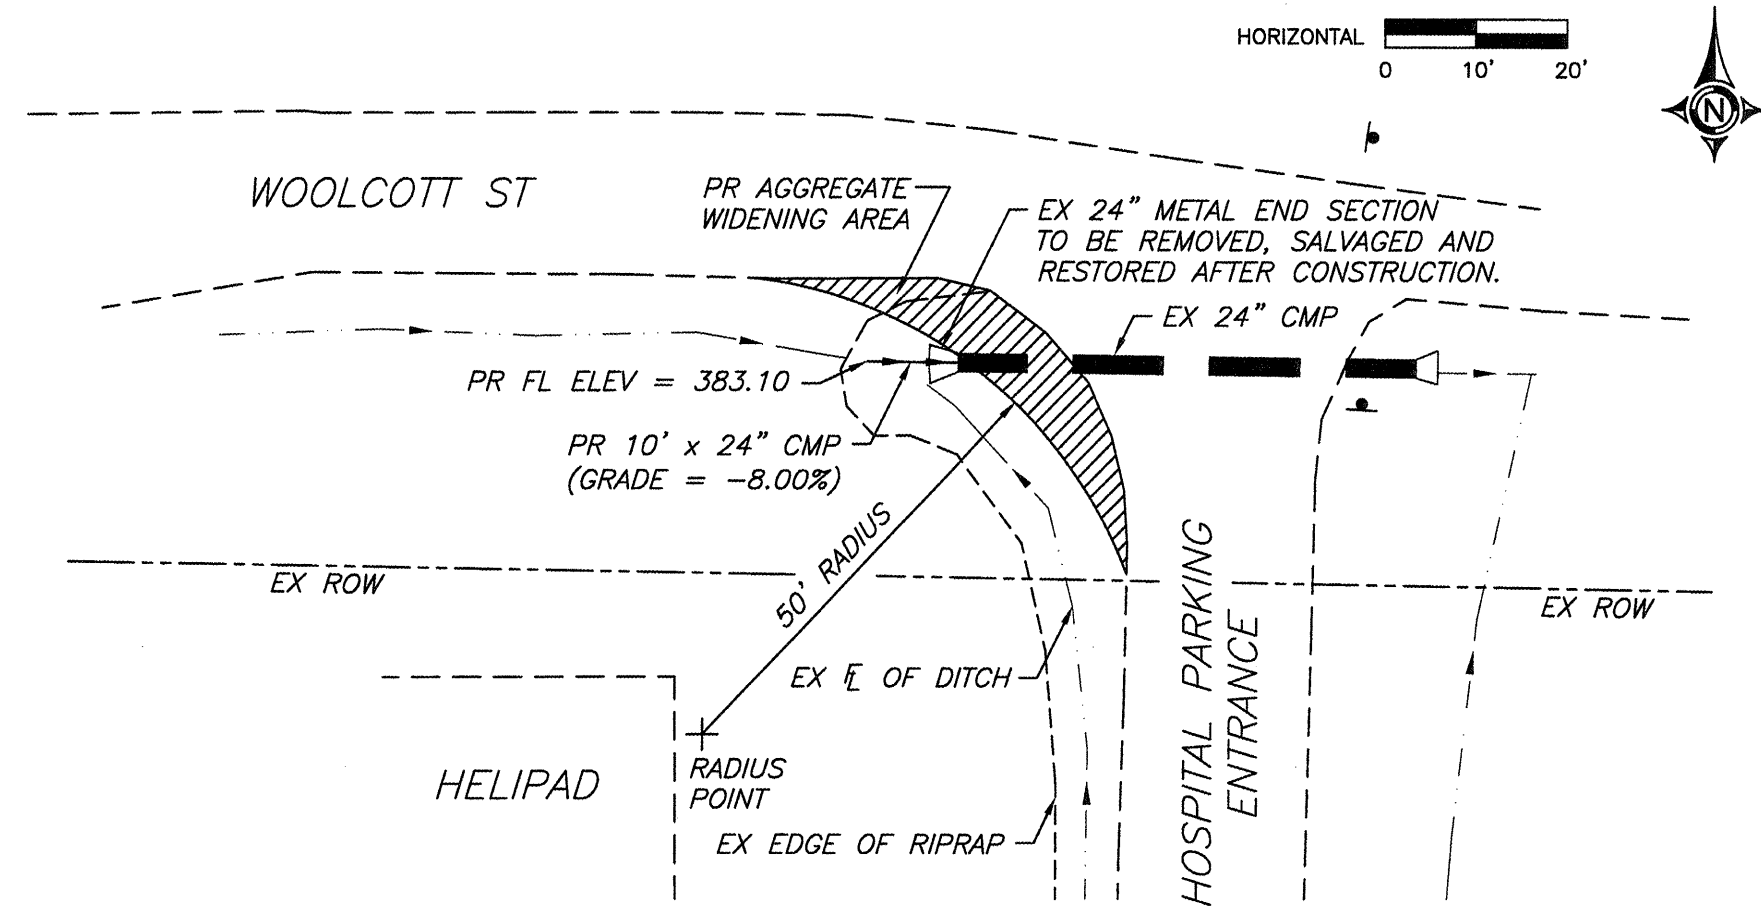 HORIZONTAL
0 10' 20'
N
WOOLCOTT ST
PR AGGREGATE
WIDENING AREA
EX 24" METAL END SECTION
TO BE REMOVED, SALVAGED AND
RESTORED AFTER CONSTRUCTION.
EX 24" CMP
PR FL ELEV = 383.10
PR 10' x 24" CMP
(GRADE = -8.00%)
50' RADIUS
EX ROW
EX ROW
HOSPITAL PARKING
ENTRANCE
EX FL OF DITCH
HELIPAD
RADIUS
POINT
EX EDGE OF RIPRAP